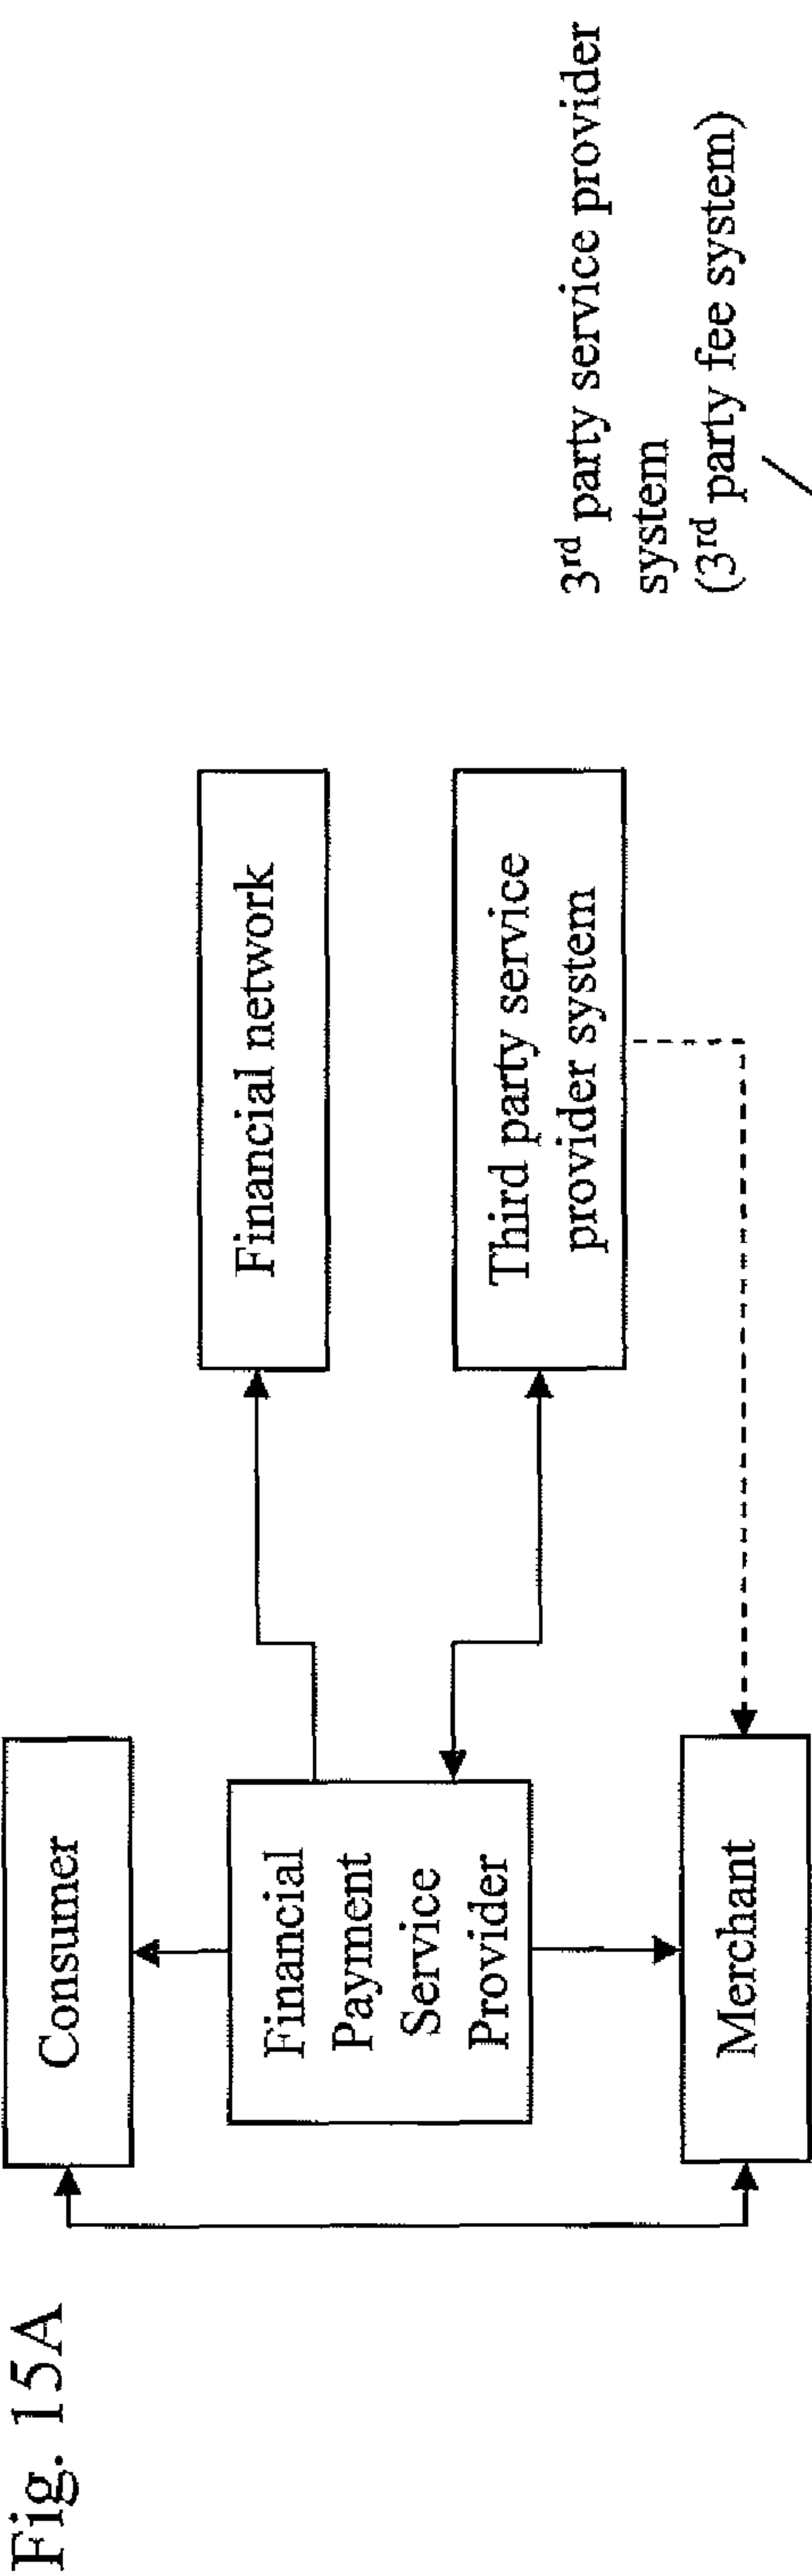 Fig. 15A
Consumer
Financial
Payment
Service
Provider
Merchant
Financial network
Third party service
provider system
3rd party service provider
system
(3rd party fee system)